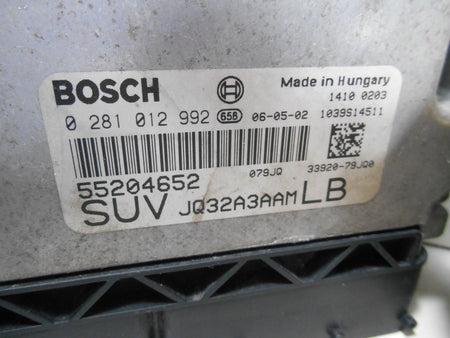 BOSCH Made in Hungary
1410 0203
0 281 012 992 656 06-05-02 1039S14511
079JQ 33920-79JQ0
55204652
SUV JQ32A3AAM LB